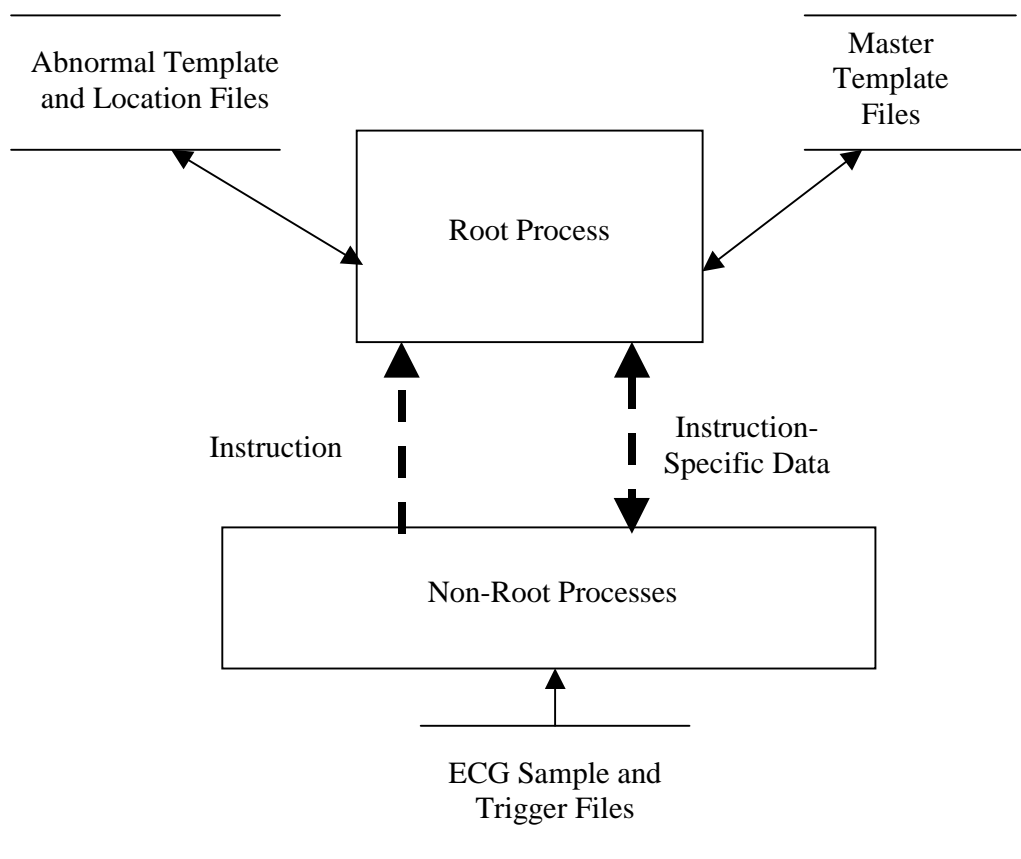 Abnormal Template
and Location Files
Master
Template
Files
Root Process
Instruction
Instruction-
Specific Data
Non-Root Processes
ECG Sample and
Trigger Files